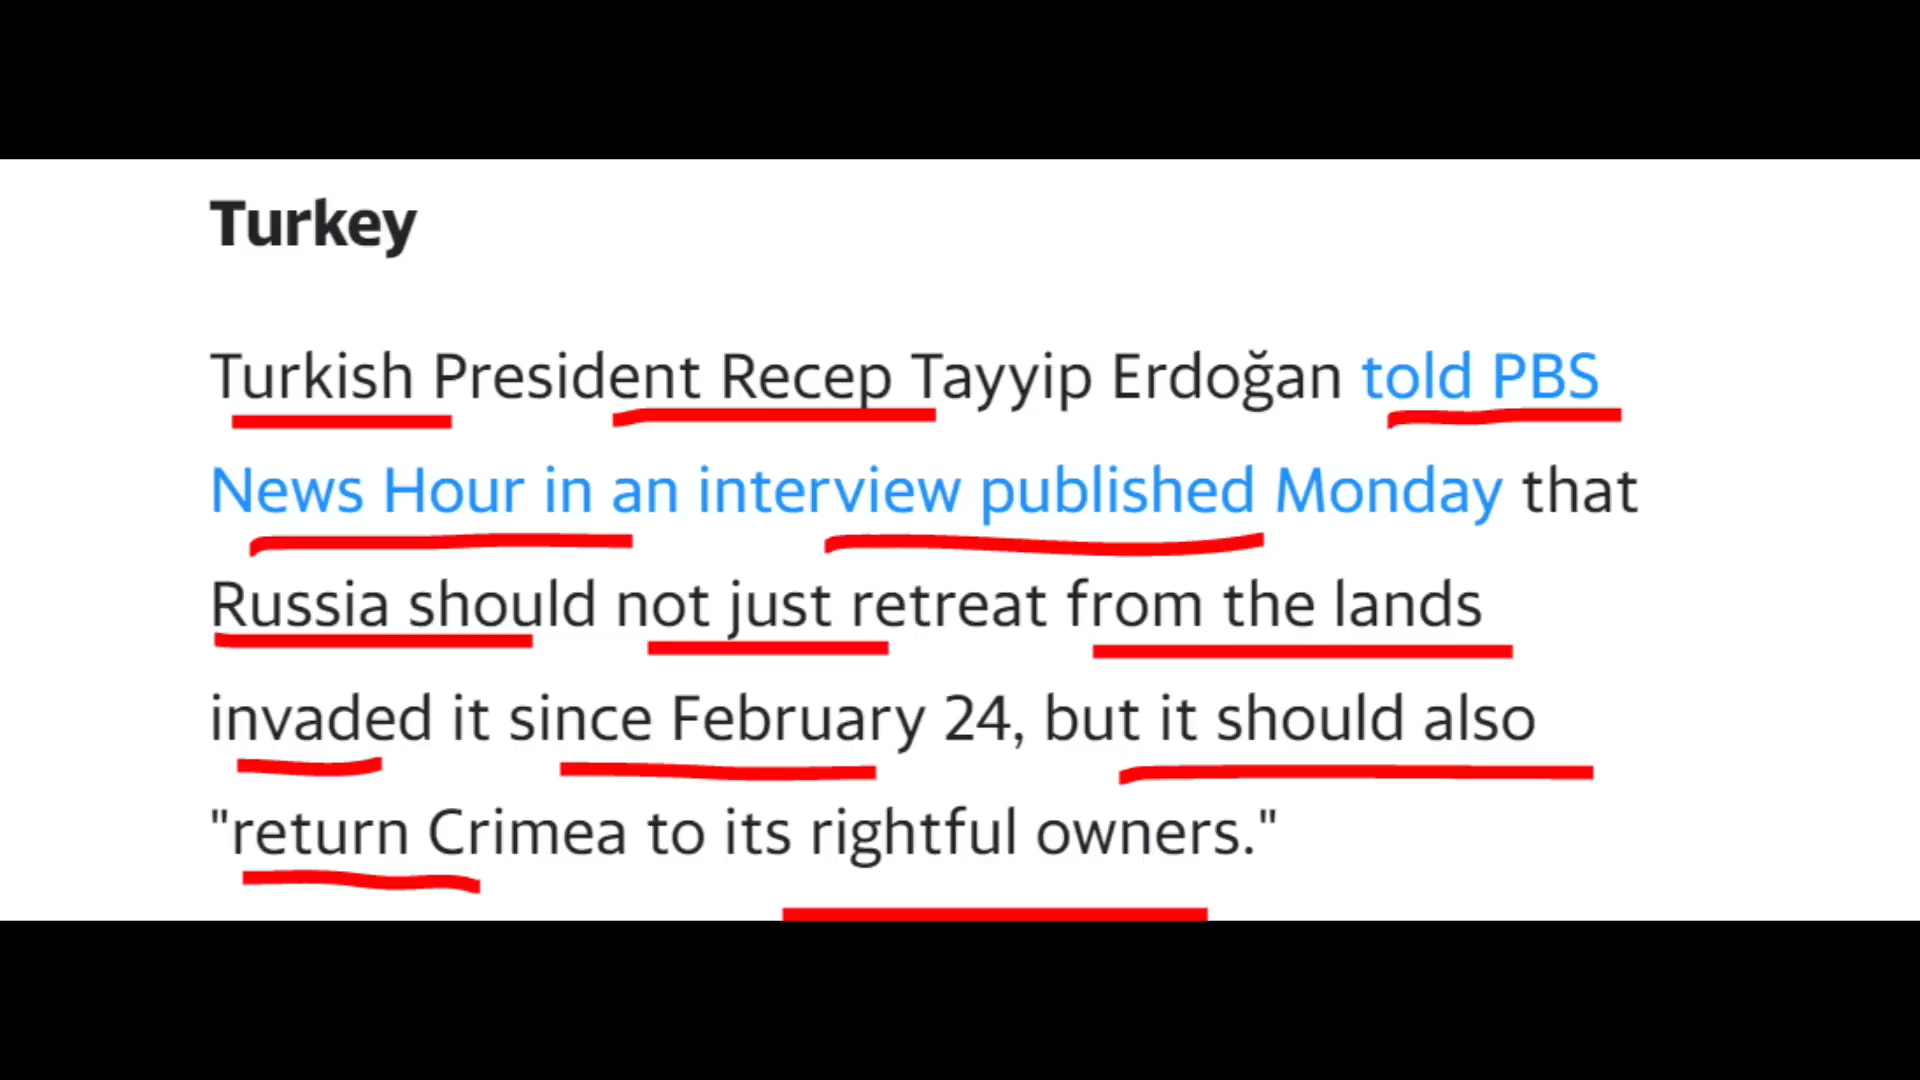 Turkey
Turkish President Recep Tayyip Erdoğan told PBS
News Hour in an interview published Monday that
Russia should not just retreat from the lands
invaded it since February 24, but it should also
"return Crimea to its rightful owners."